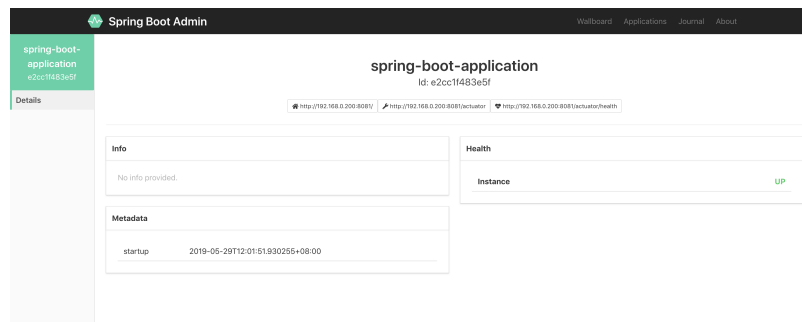 Spring Boot Admin
Wallboard Applications Journal About
spring-boot-
application
e2cc1f483e5f
Details
spring-boot-application
Id: e2cc1f483e5f
http://192.168.0.200:8081/ http://192.168.0.200:8081/actuator http://192.168.0.200:8081/actuator/health
Info
No info provided.
Metadata
startup 2019-05-29T12:01:51.930255+08:00
Health
Instance UP